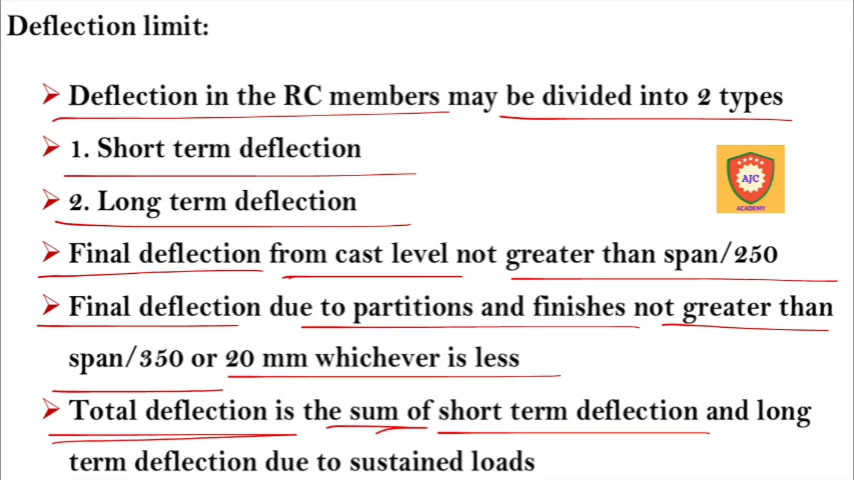 Deflection limit:
Deflection in the RC members may be divided into 2 types
1. Short term deflection
2. Long term deflection
AJC
ACADEMY
Final deflection from cast level not greater than span/250
Final deflection due to partitions and finishes not greater than
span/350 or 20 mm whichever is less
Total deflection is the sum of short term deflection and long
term deflection due to sustained loads